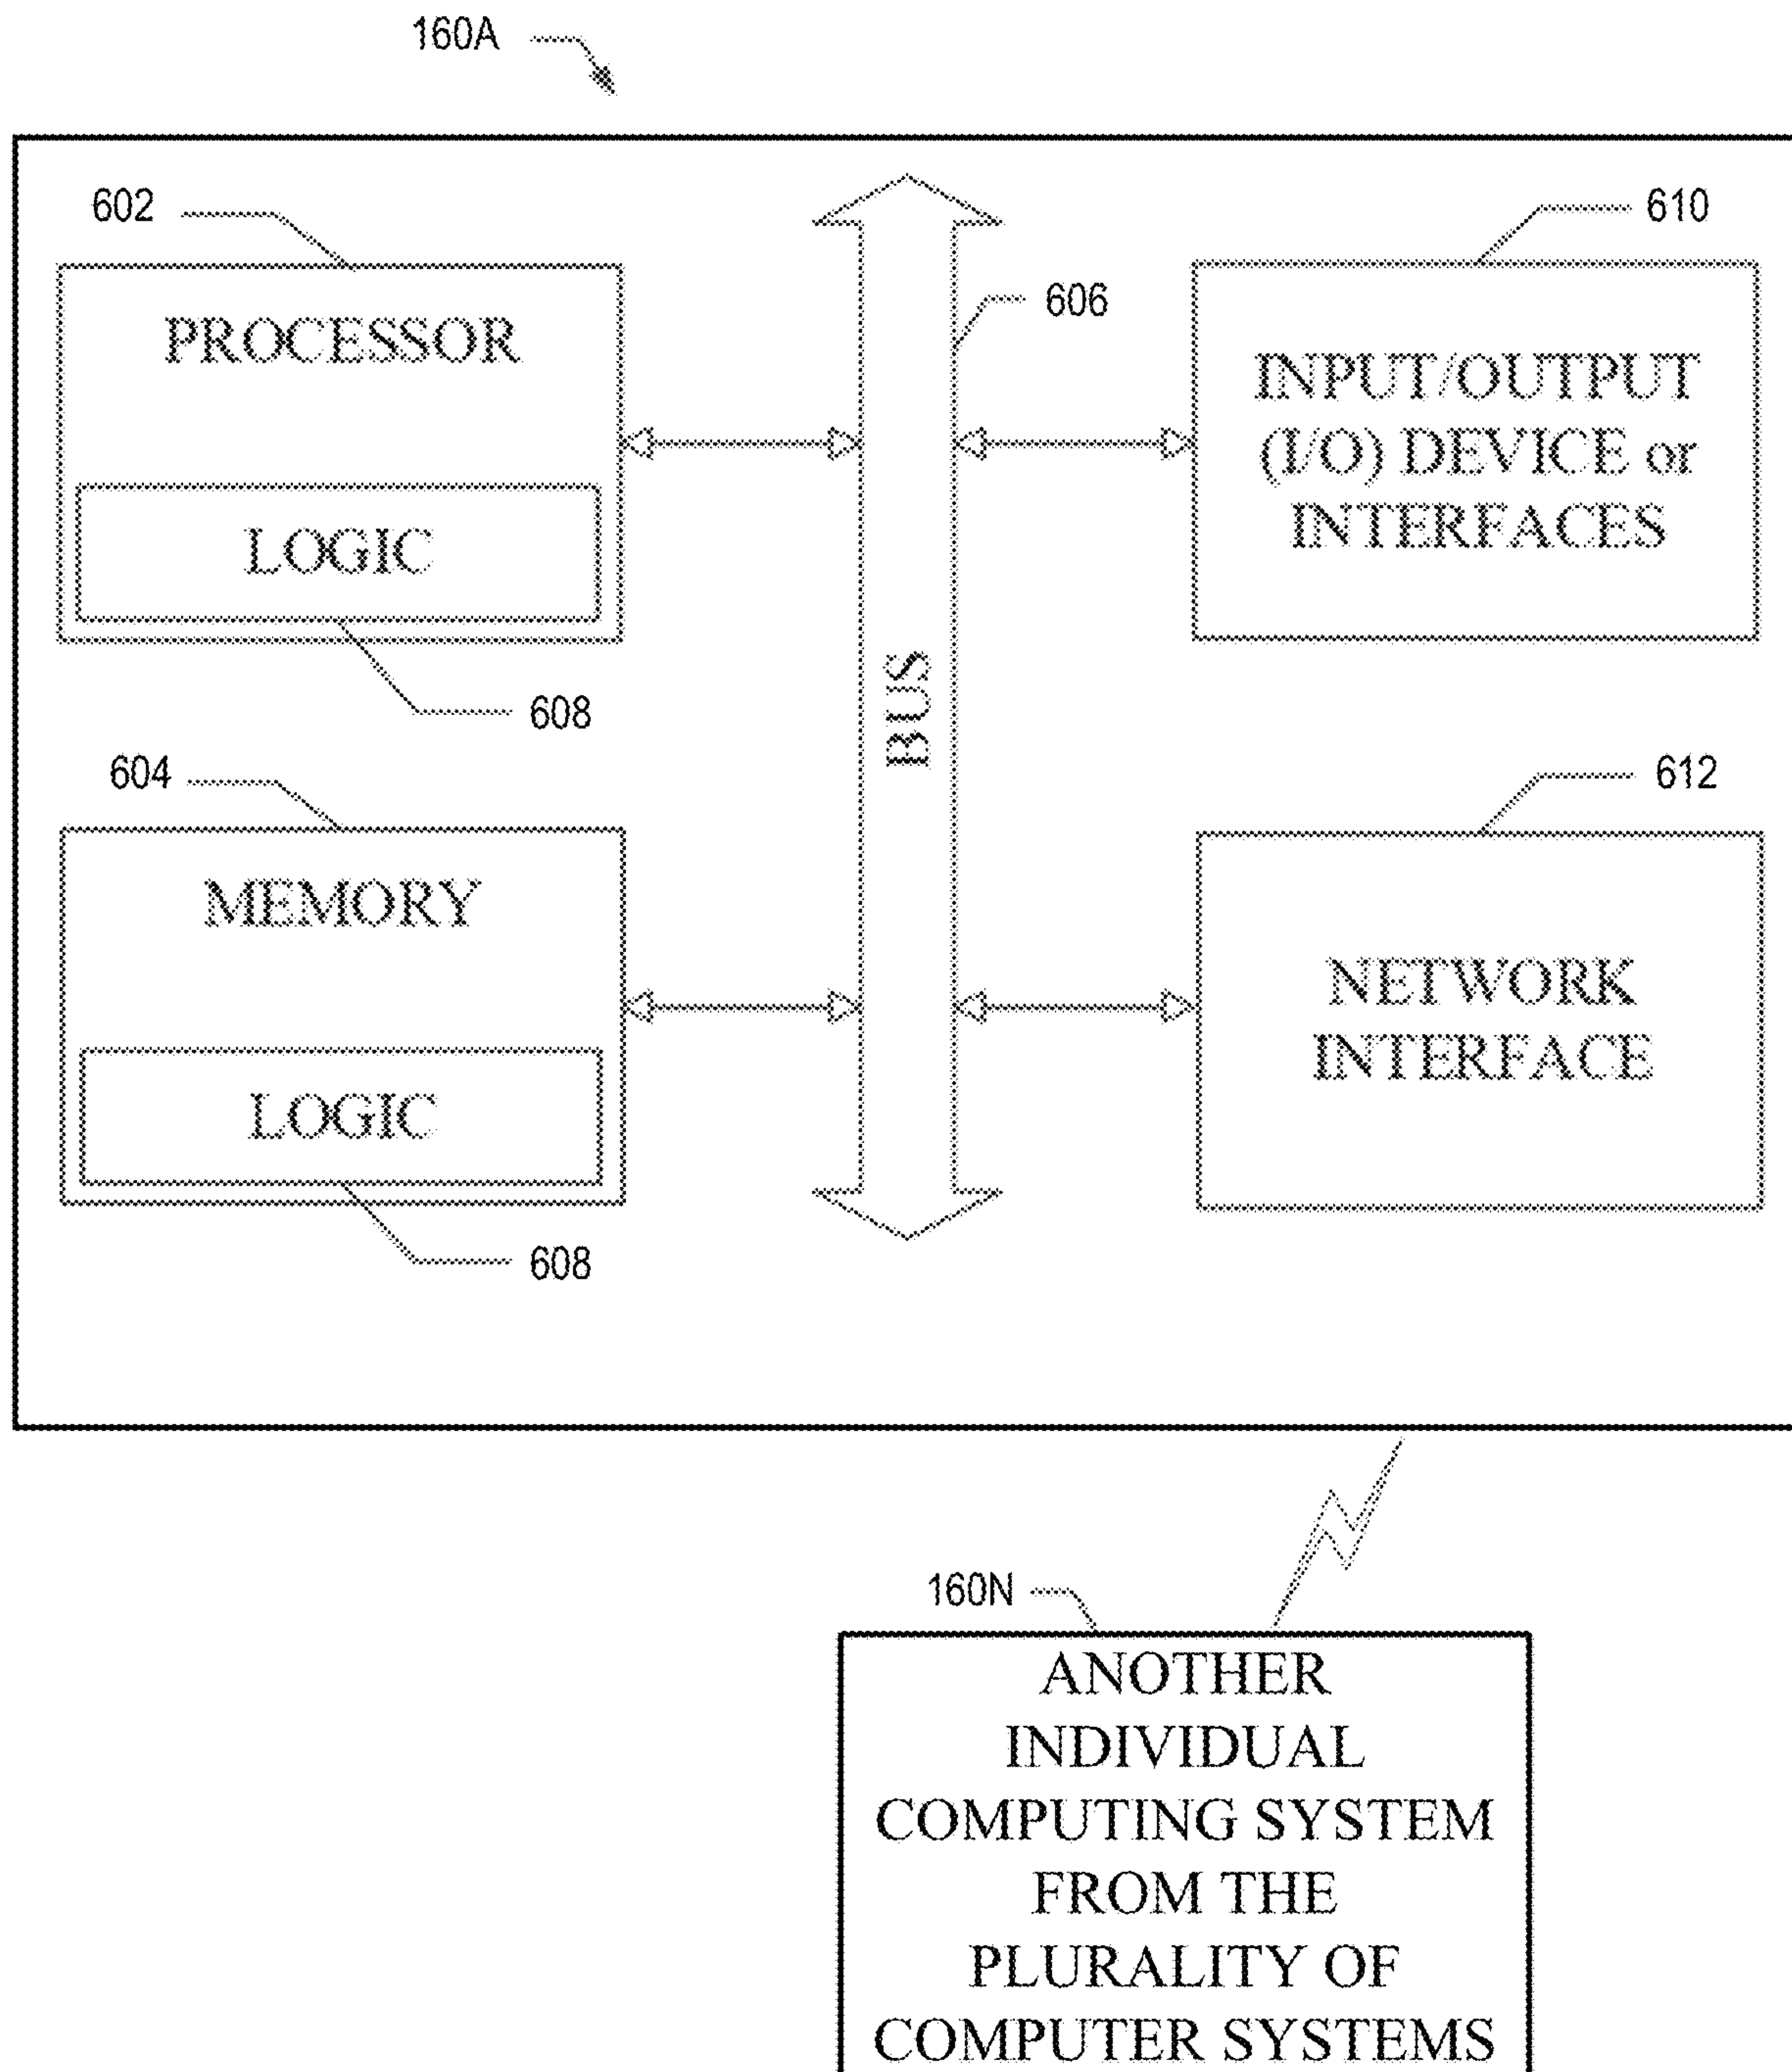 160A
602
610
606
PROCESSOR
INPUT/OUTPUT
(I/O) DEVICE or
INTERFACES
LOGIC
608
BUS
604
612
MEMORY
NETWORK
INTERFACE
LOGIC
608
160N
ANOTHER
INDIVIDUAL
COMPUTING SYSTEM
FROM THE
PLURALITY OF
COMPUTER SYSTEMS